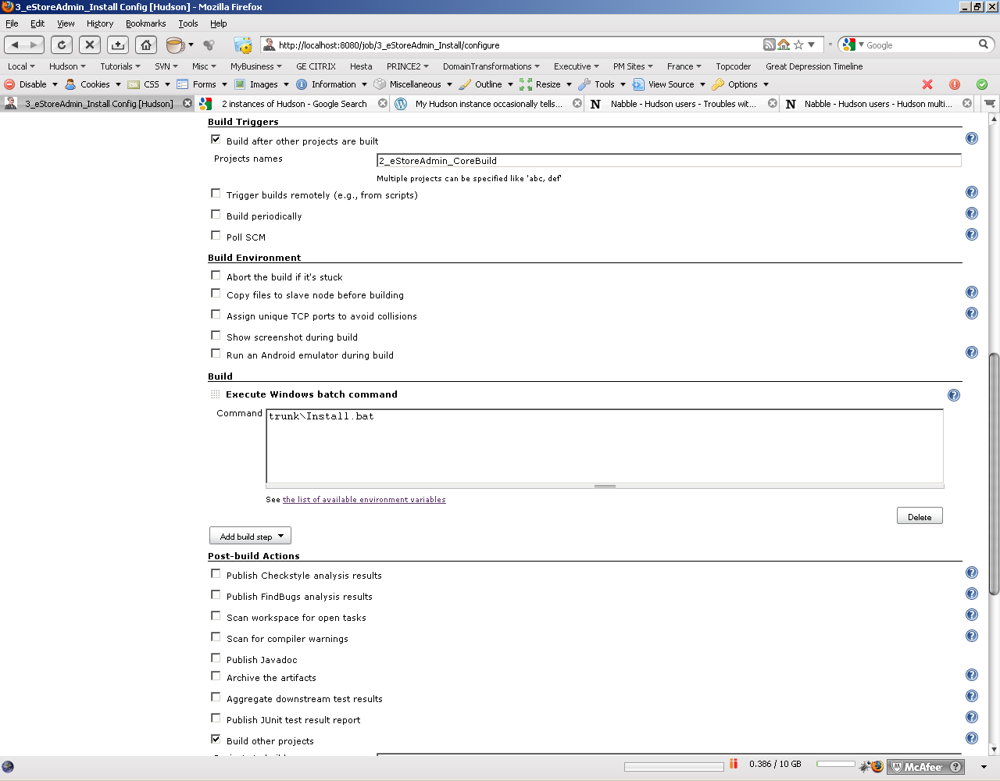 3_eStoreAdmin_Install Config [Hudson] - Mozilla Firefox
File Edit View History Bookmarks Tools Help
http://localhost:8080/job/3_eStoreAdmin_Install/configure
Google
Local Hudson Tutorials SVN Misc MyBusiness GE CITRIX Hesta PRINCE2 DomainTransformations Executive PM Sites France Topcoder Great Depression Timeline
Disable Cookies CSS Forms Images Information Miscellaneous Outline Resize Tools View Source Options
3_eStoreAdmin_Install Config [Hudson] 2 instances of Hudson - Google Search My Hudson instance occasionally tells... Nabble - Hudson users - Troubles wit... Nabble - Hudson users - Hudson multi...
Build Triggers
Build after other projects are built
Projects names 2_eStoreAdmin_CoreBuild
Multiple projects can be specified like 'abc, def'
Trigger builds remotely (e.g., from scripts)
Build periodically
Poll SCM
Build Environment
Abort the build if it's stuck
Copy files to slave node before building
Assign unique TCP ports to avoid collisions
Show screenshot during build
Run an Android emulator during build
Build
Execute Windows batch command
Command trunk\Install.bat
See the list of available environment variables
Delete
Add build step
Post-build Actions
Publish Checkstyle analysis results
Publish FindBugs analysis results
Scan workspace for open tasks
Scan for compiler warnings
Publish Javadoc
Archive the artifacts
Aggregate downstream test results
Publish JUnit test result report
Build other projects
0.386 / 10 GB McAfee